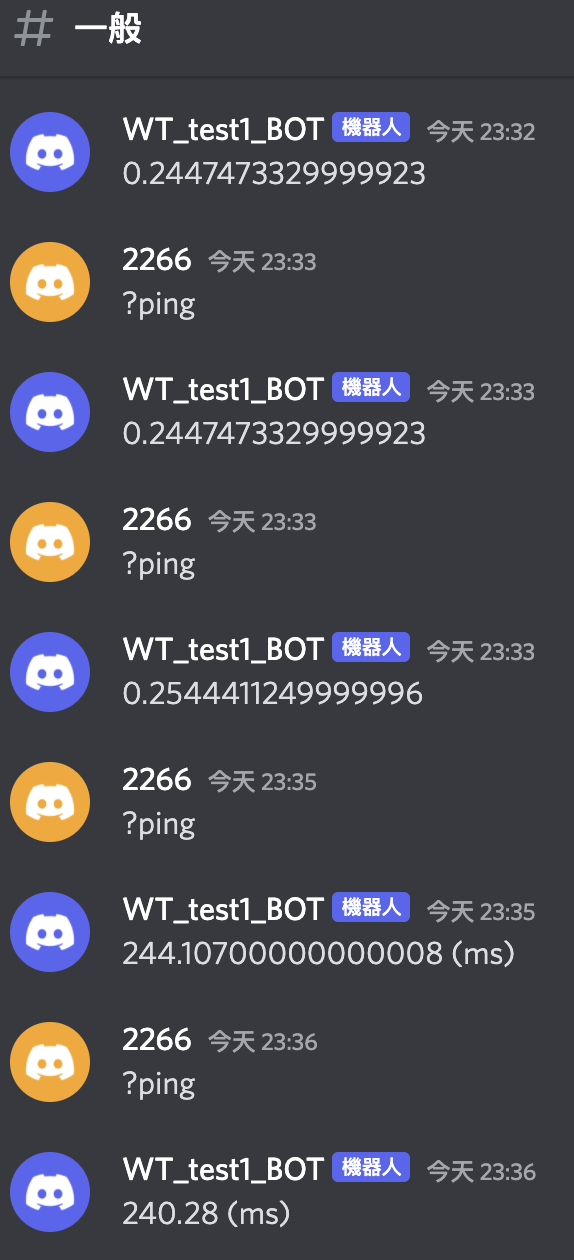 # 一般
WT_test1_BOT 機器人 今天 23:32
0.2447473329999923
2266 今天 23:33
?ping
WT_test1_BOT 機器人 今天 23:33
0.2447473329999923
2266 今天 23:33
?ping
WT_test1_BOT 機器人 今天 23:33
0.2544411249999996
2266 今天 23:35
?ping
WT_test1_BOT 機器人 今天 23:35
244.10700000000008 (ms)
2266 今天 23:36
?ping
WT_test1_BOT 機器人 今天 23:36
240.28 (ms)